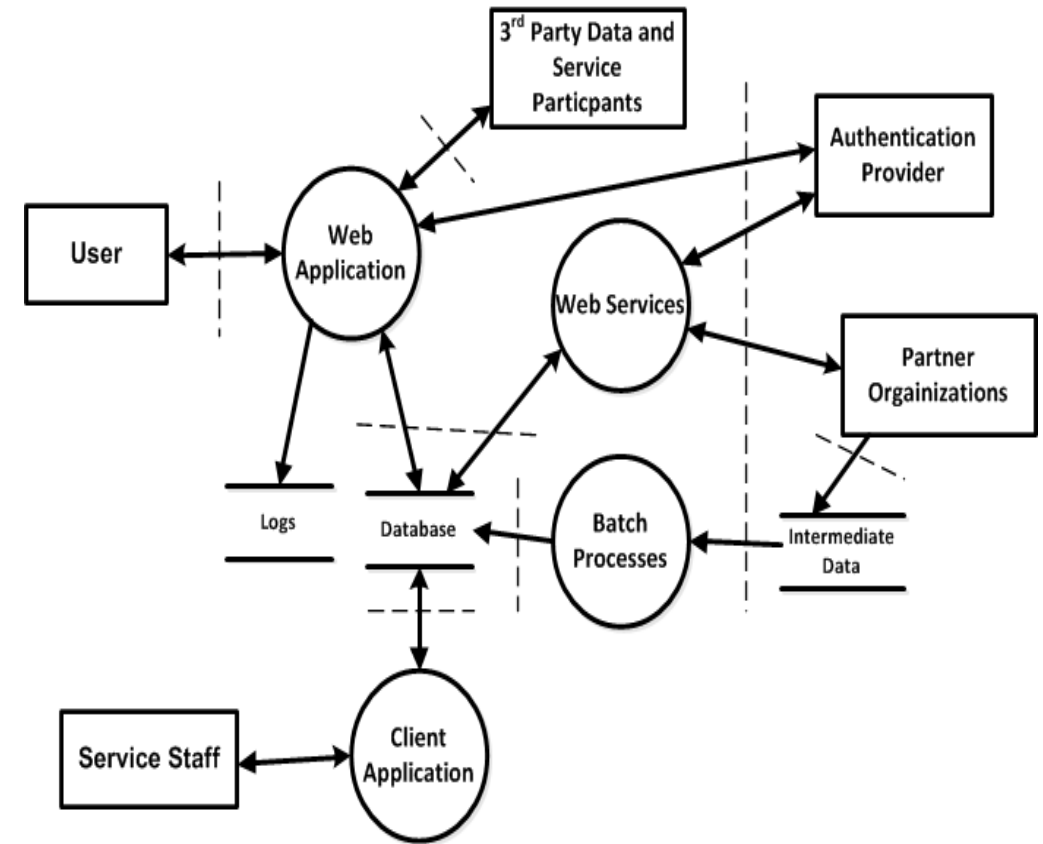 3rd Party Data and
Service
Particpants
Authentication
Provider
User
Web
Application
Web Services
Partner
Orgainizations
Logs
Database
Batch
Processes
Intermediate
Data
Service Staff
Client
Application